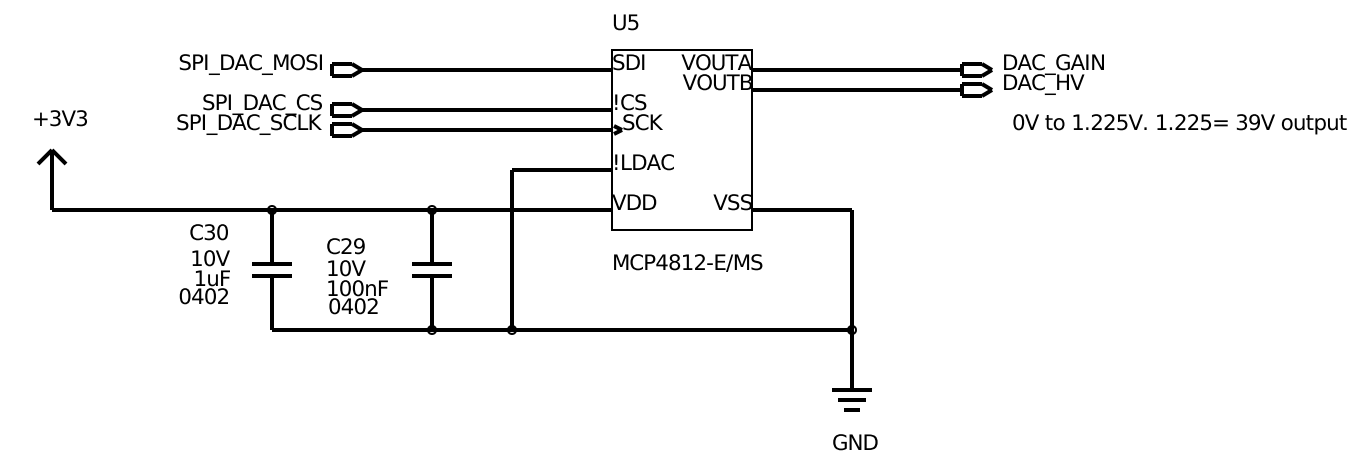 U5
SPI_DAC_MOSI
SDI
VOUTA
DAC_GAIN
VOUTB
DAC_HV
SPI_DAC_CS
!CS
+3V3
SPI_DAC_SCLK
SCK
0V to 1.225V. 1.225= 39V output
!LDAC
VDD
VSS
C30
10V
1uF
0402
C29
10V
100nF
0402
MCP4812-E/MS
GND